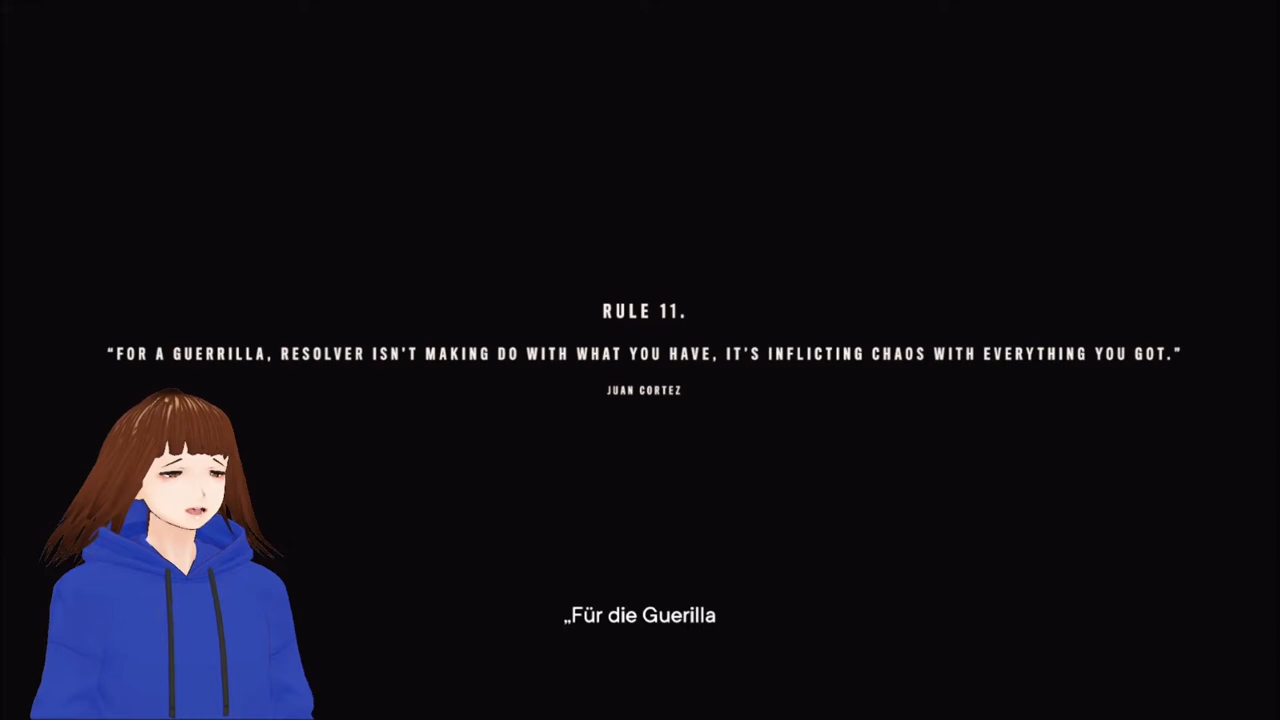 RULE 11.
“FOR A GUERRILLA, RESOLVER ISN'T MAKING DO WITH WHAT YOU HAVE, IT'S INFLICTING CHAOS WITH EVERYTHING YOU GOT.”
JUAN CORTEZ
„Für die Guerilla